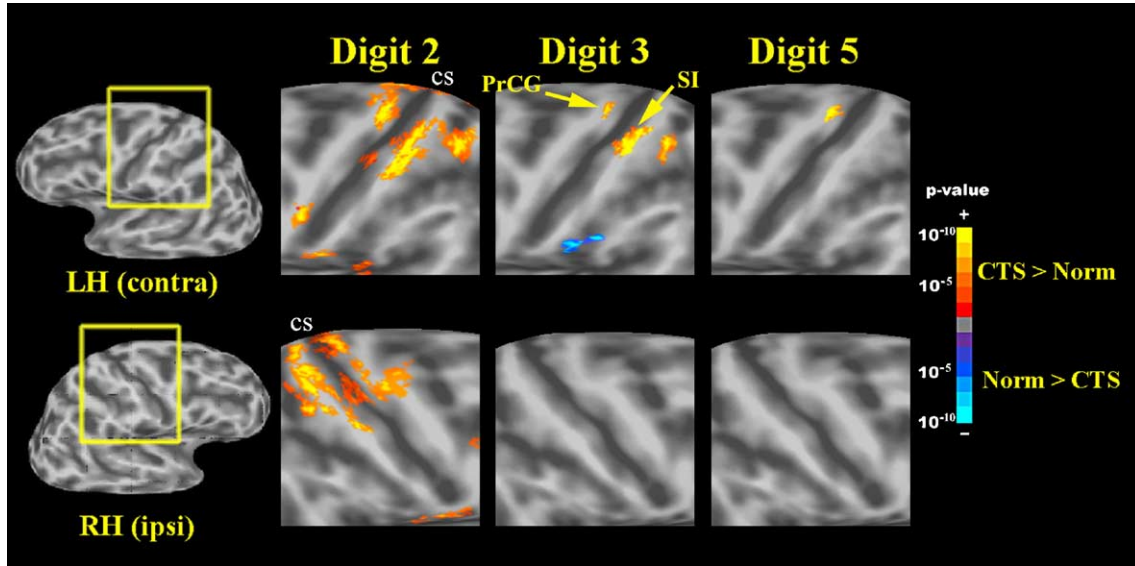 Digit 2
Digit 3
Digit 5
cs
PrCG
SI
LH (contra)
cs
RH (ipsi)
p-value
+
10-10
10-5
CTS > Norm
10-5
Norm > CTS
10-10
−